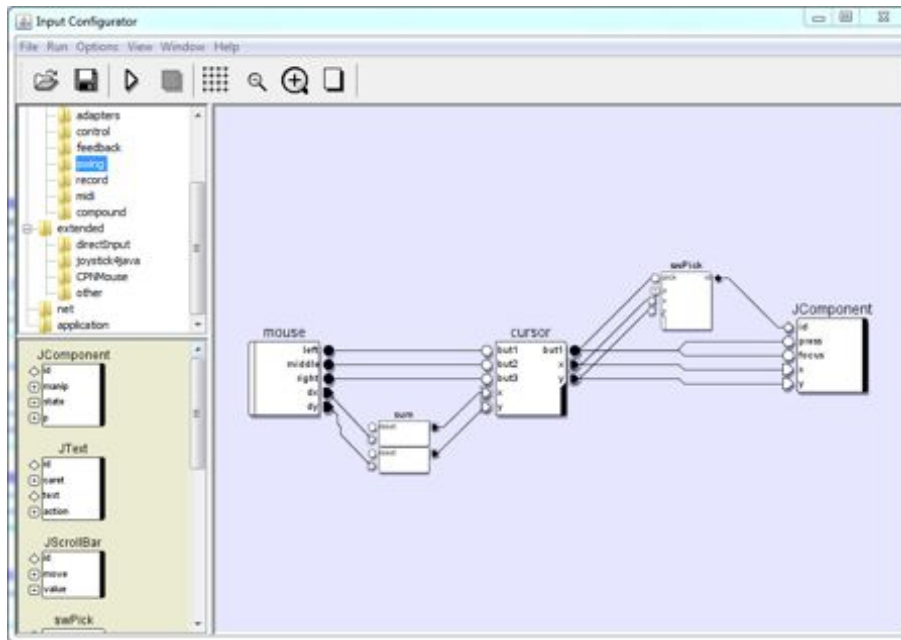 Input Configurator
File Run Options View Window Help
adapters
control
feedback
swing
record
midi
compound
extended
directInput
joystick4java
CPNMouse
other
net
application
JComponent
id
manip
state
p
JText
id
caret
text
action
JScrollBar
id
move
value
swPick
mouse
left
middle
right
dx
dy
sum
cursor
but1 but1
but2 x
but3 y
x
y
swPick
pick
JComponent
id
press
focus
x
y